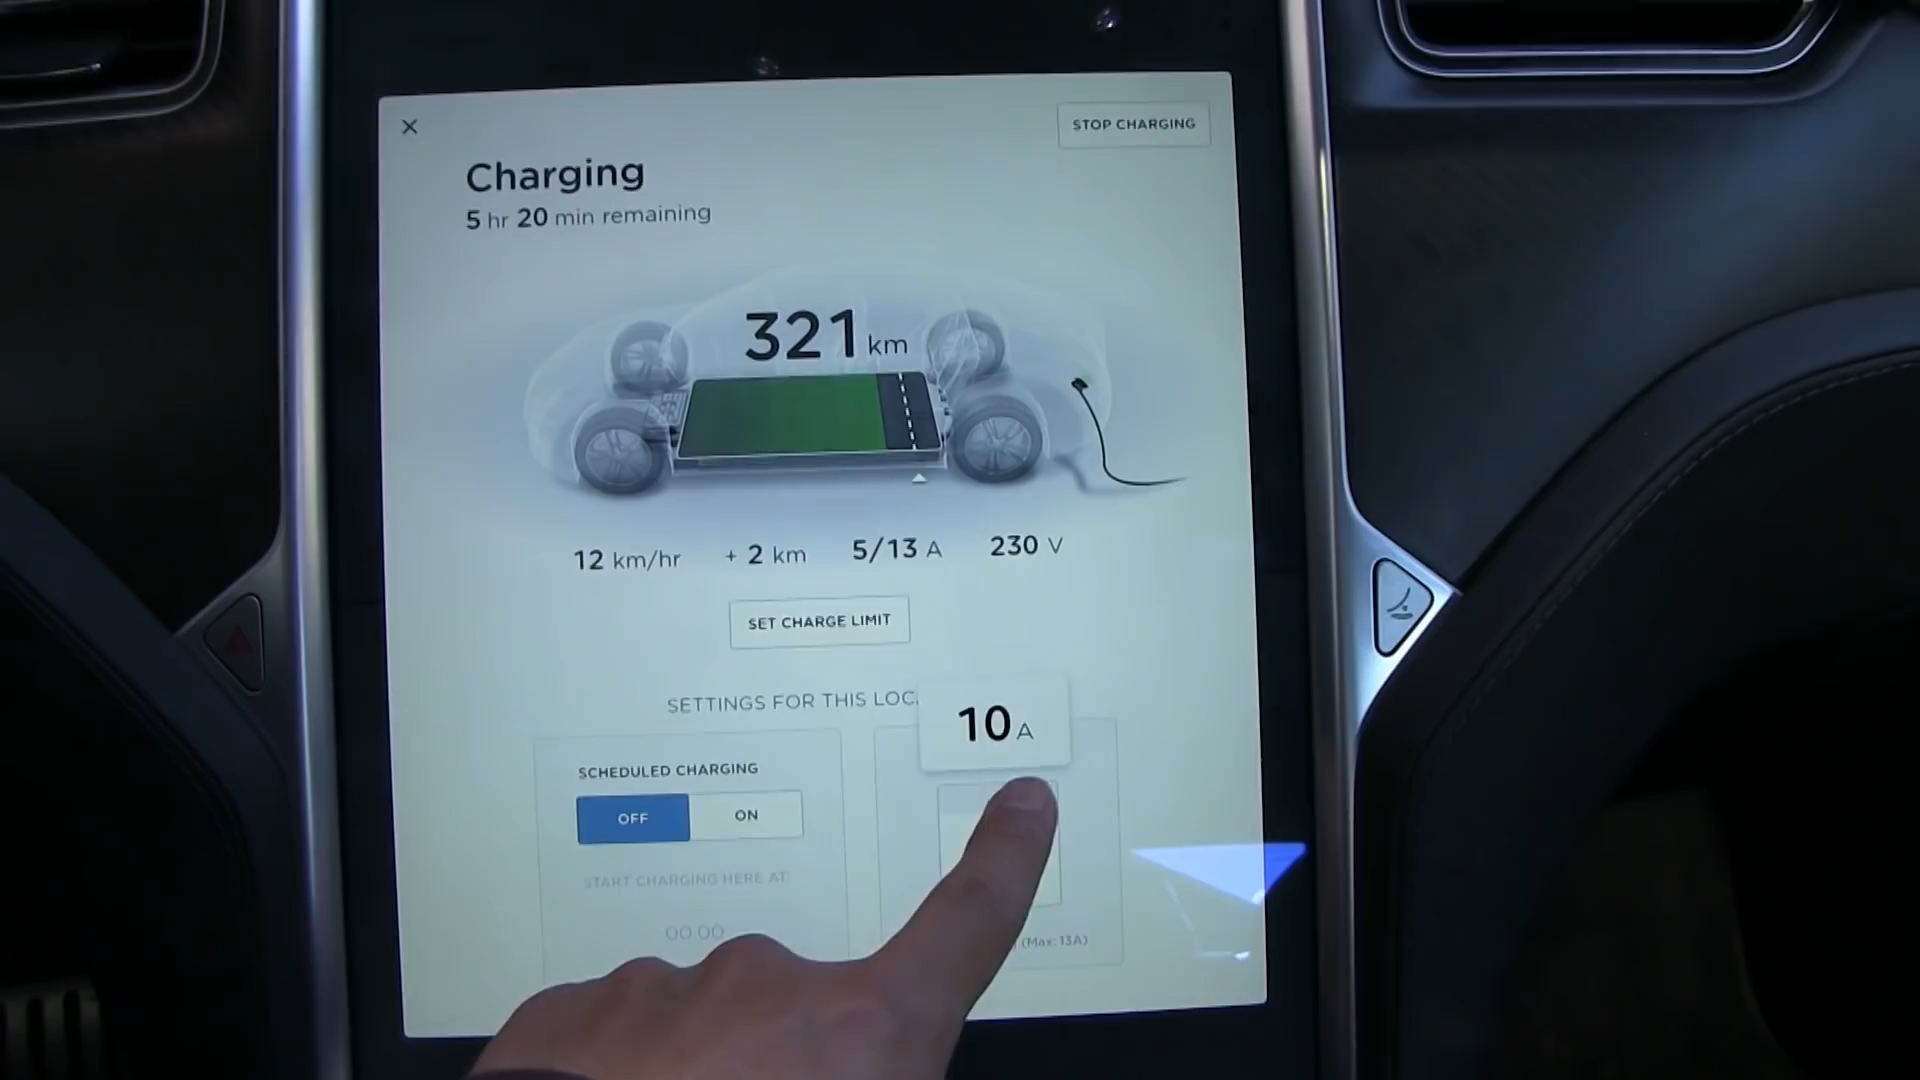 STOP CHARGING
Charging
5 hr 20 min remaining
321 km
12 km/hr + 2 km 5/13 A 230 V
SET CHARGE LIMIT
SETTINGS FOR THIS LOC
10 A
SCHEDULED CHARGING
OFF ON
START CHARGING HERE AT
00 00
(Max: 13A)